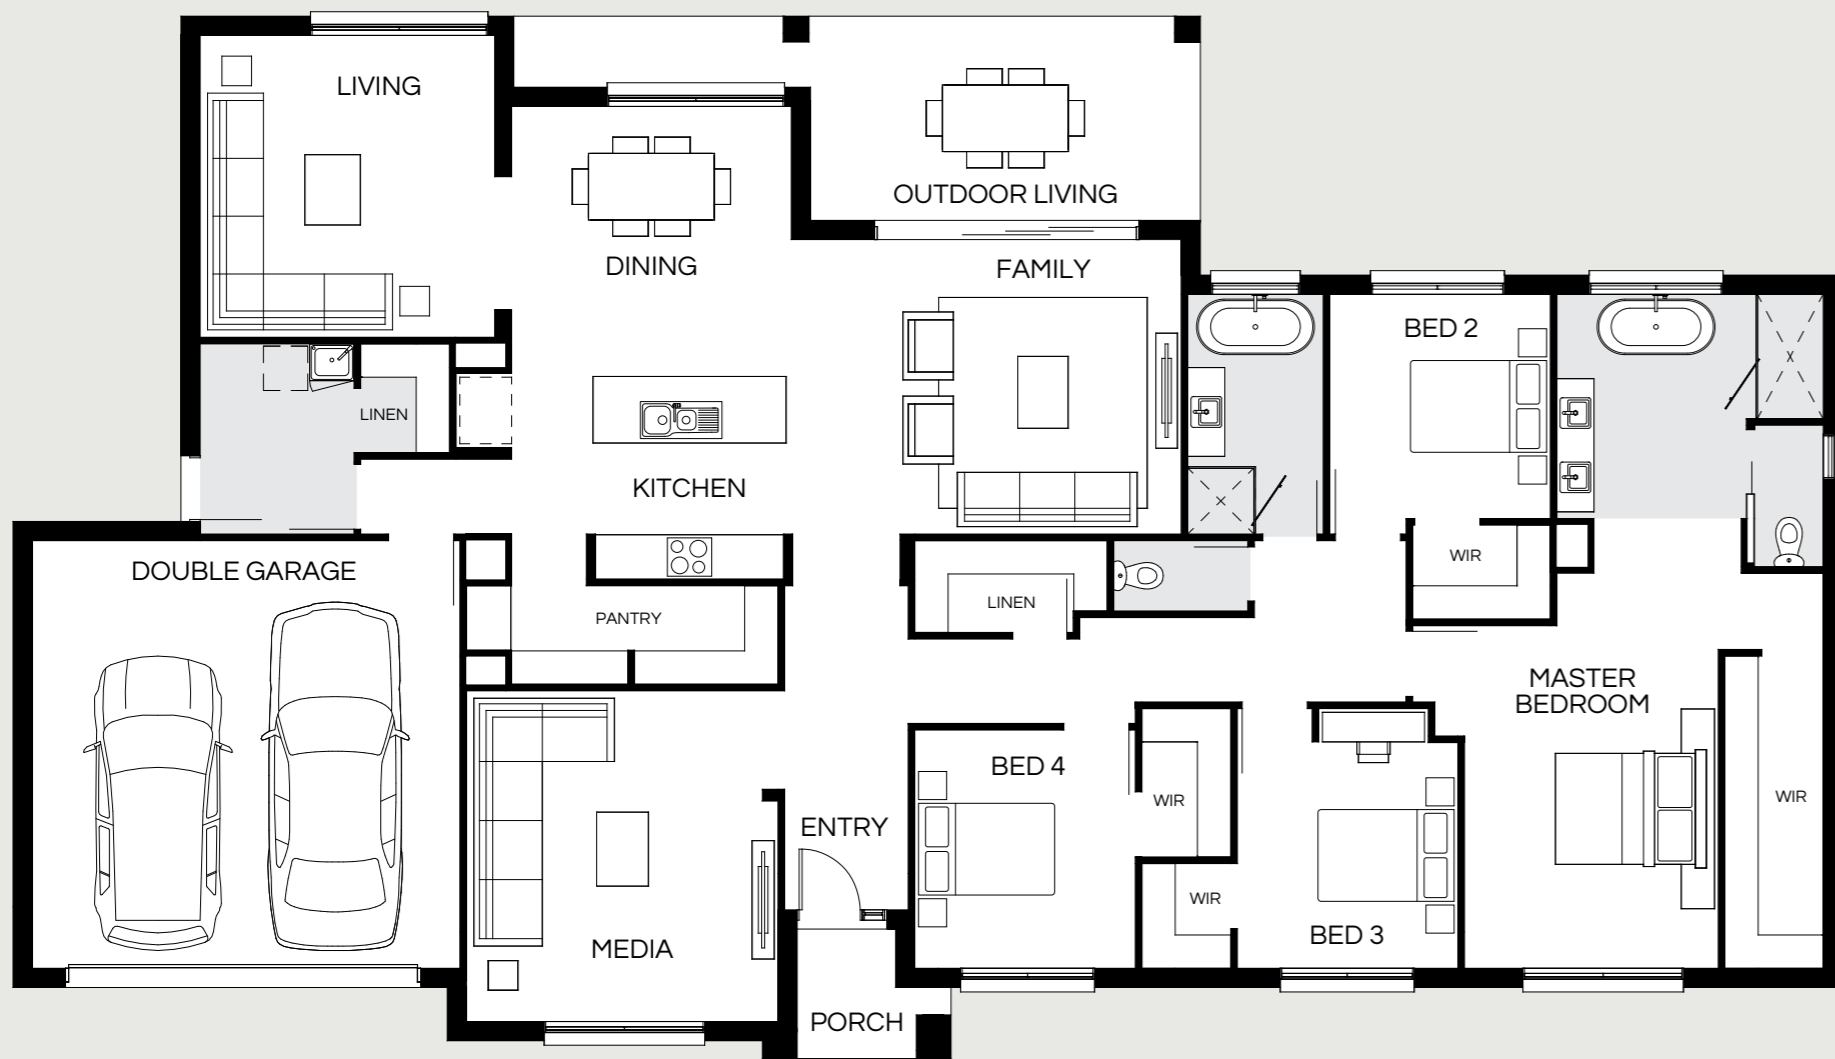 LIVING
OUTDOOR LIVING
DINING
FAMILY
BED 2
LINEN
KITCHEN
WIR
DOUBLE GARAGE
PANTRY
LINEN
MASTER
BEDROOM
BED 4
WIR
WIR
ENTRY
WIR
BED 3
MEDIA
PORCH